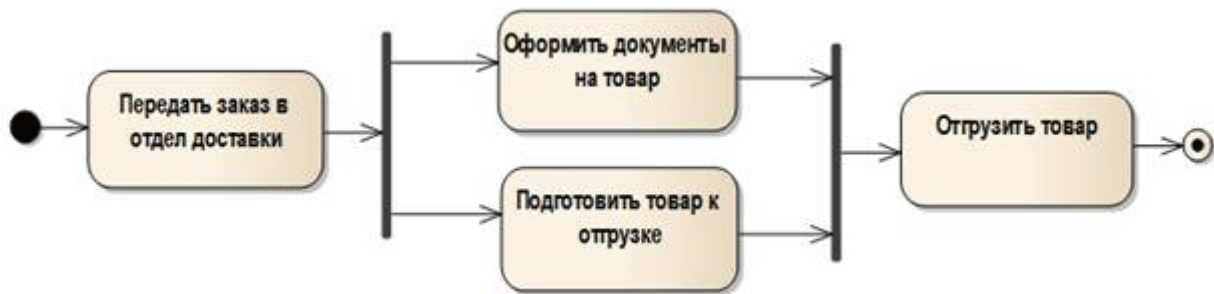 Передать заказ в
отдел доставки
Оформить документы
на товар
Подготовить товар к
отгрузке
Отгрузить товар